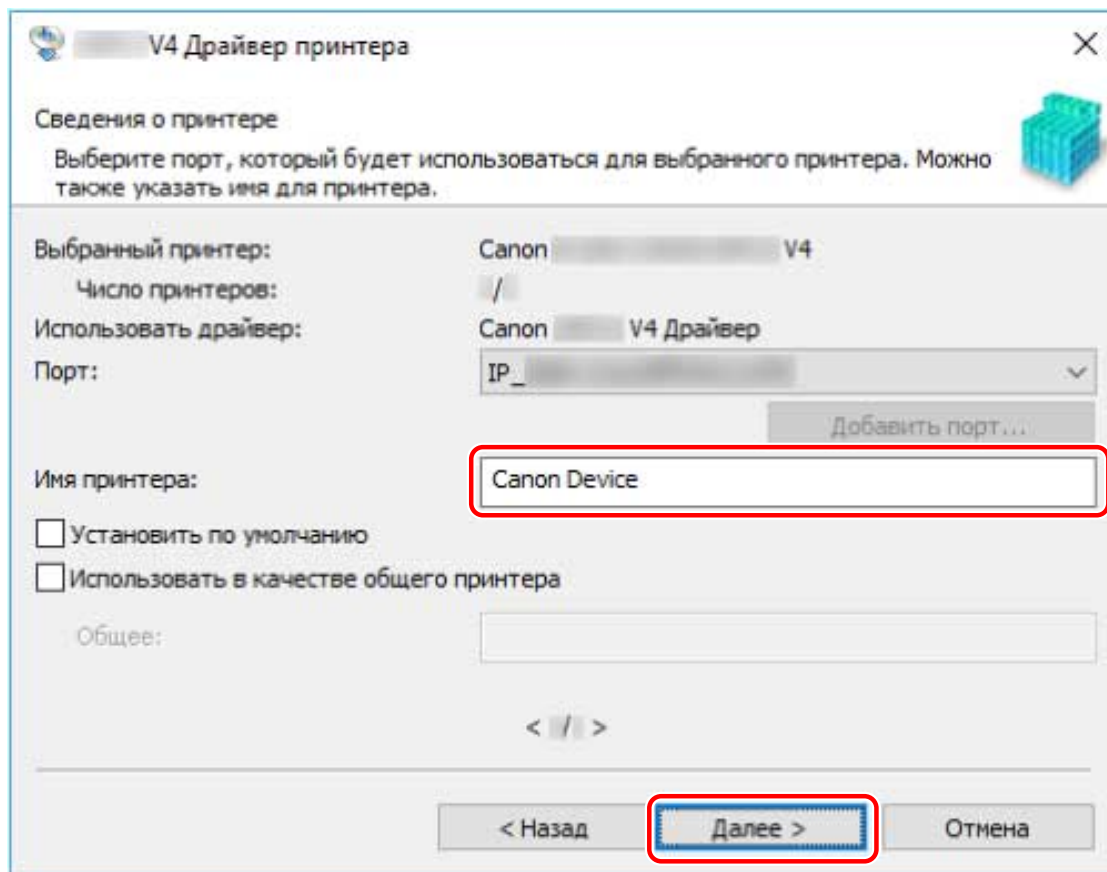 V4 Драйвер принтера
Сведения о принтере
Выберите порт, который будет использоваться для выбранного принтера. Можно
также указать имя для принтера.
Выбранный принтер: Canon V4
Число принтеров: /
Использовать драйвер: Canon V4 Драйвер
Порт: IP_
Добавить порт...
Имя принтера: Canon Device
Установить по умолчанию
Использовать в качестве общего принтера
Общее:
< / >
< Назад Далее > Отмена